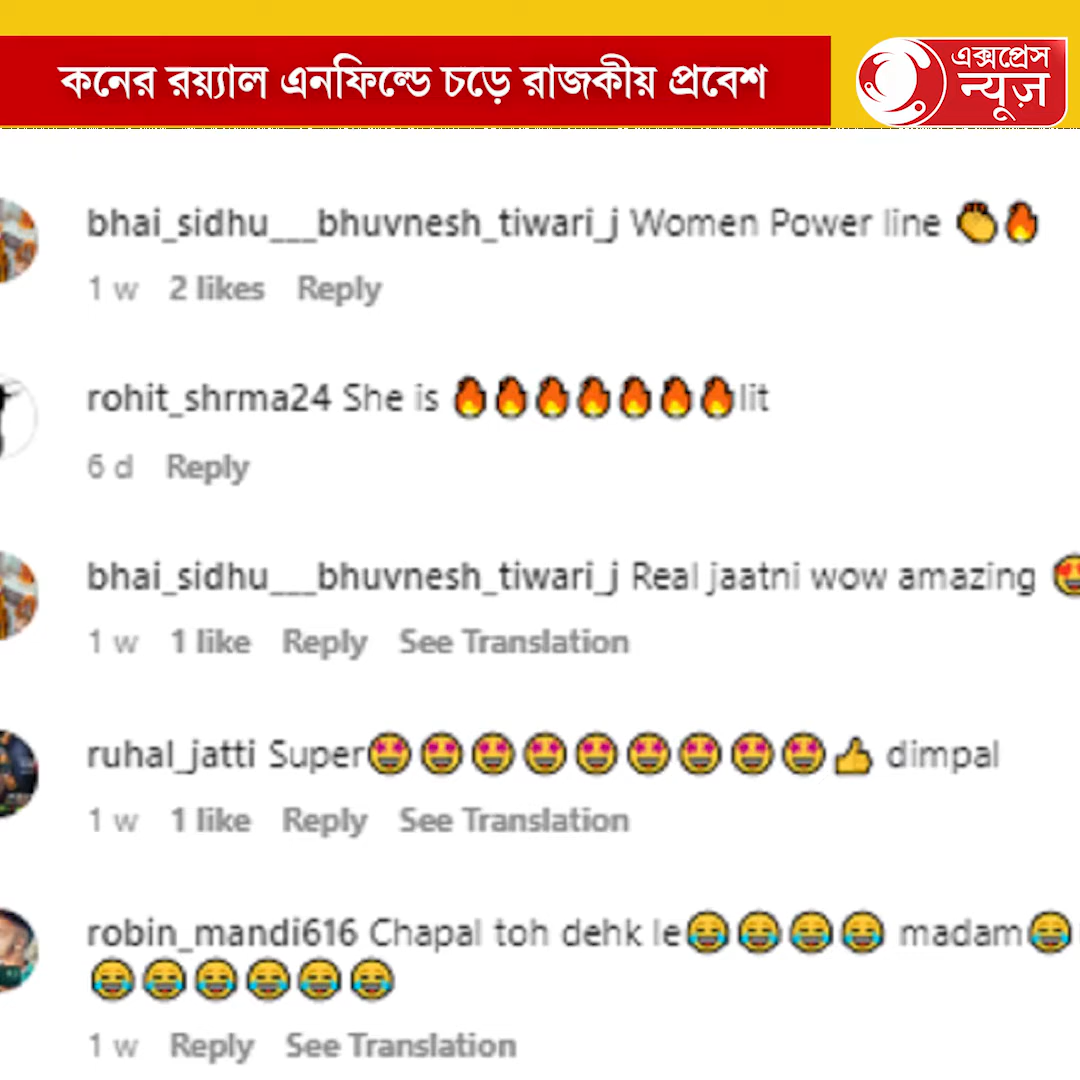 কনের রয়্যাল এনফিল্ডে চড়ে রাজকীয় প্রবেশ
এক্সপ্রেস
ন্যূজ়
bhai_sidhu___bhuvnesh_tiwari_j Women Power line 👏🔥
1 w 2 likes Reply
rohit_shrma24 She is 🔥🔥🔥🔥🔥🔥🔥lit
6 d Reply
bhai_sidhu___bhuvnesh_tiwari_j Real jaatni wow amazing 😍
1 w 1 like Reply See Translation
ruhal_jatti Super🤩🤩🤩🤩🤩🤩🤩🤩🤩👍 dimpal
1 w 1 like Reply See Translation
robin_mandi616 Chapal toh dehk le😂😂😂😂 madam😂
😂😂😂😂😂😂
1 w Reply See Translation